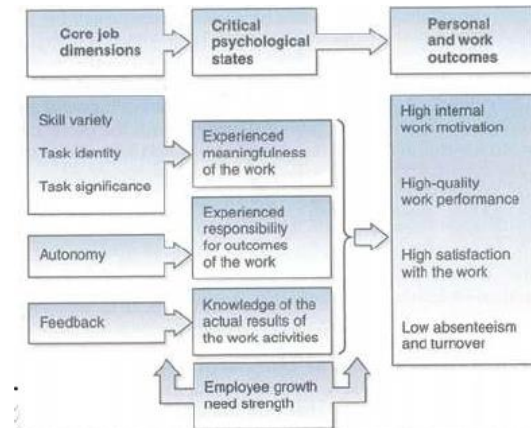 Core job
dimensions
Critical
psychological
states
Personal
and work
outcomes
Skill variety
Task identity
Task significance
Experienced
meaningfulness
of the work
High internal
work motivation
High-quality
work performance
Autonomy
Experienced
responsibility
for outcomes
of the work
High satisfaction
with the work
Feedback
Knowledge of the
actual results of
the work activities
Low absenteeism
and turnover
Employee growth
need strength